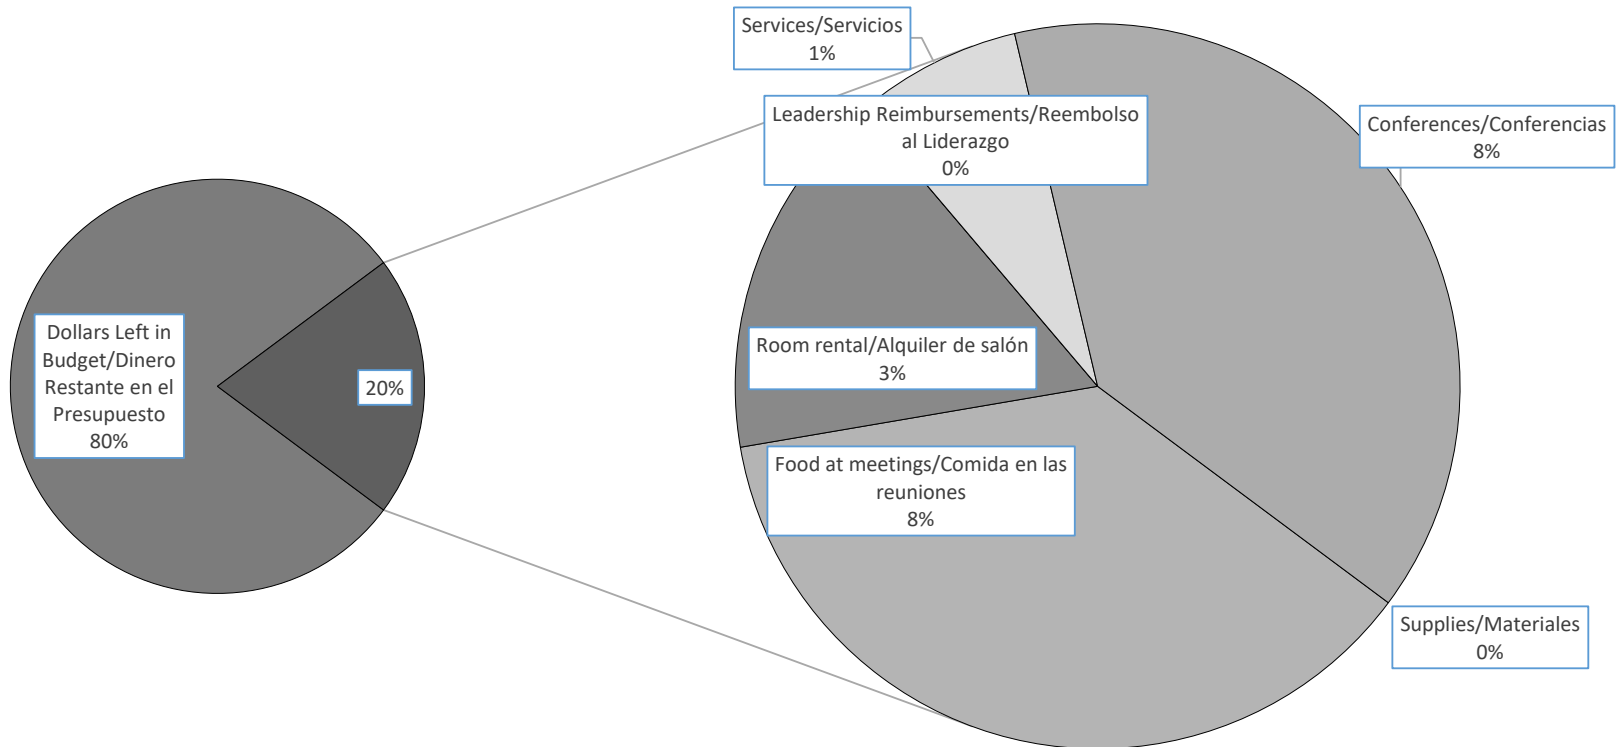 Services/Servicios
1%
Leadership Reimbursements/Reembolso
al Liderazgo
0%
Conferences/Conferencias
8%
Dollars Left in
Budget/Dinero
Restante en el
Presupuesto
80%
20%
Room rental/Alquiler de salón
3%
Food at meetings/Comida en las
reuniones
8%
Supplies/Materiales
0%